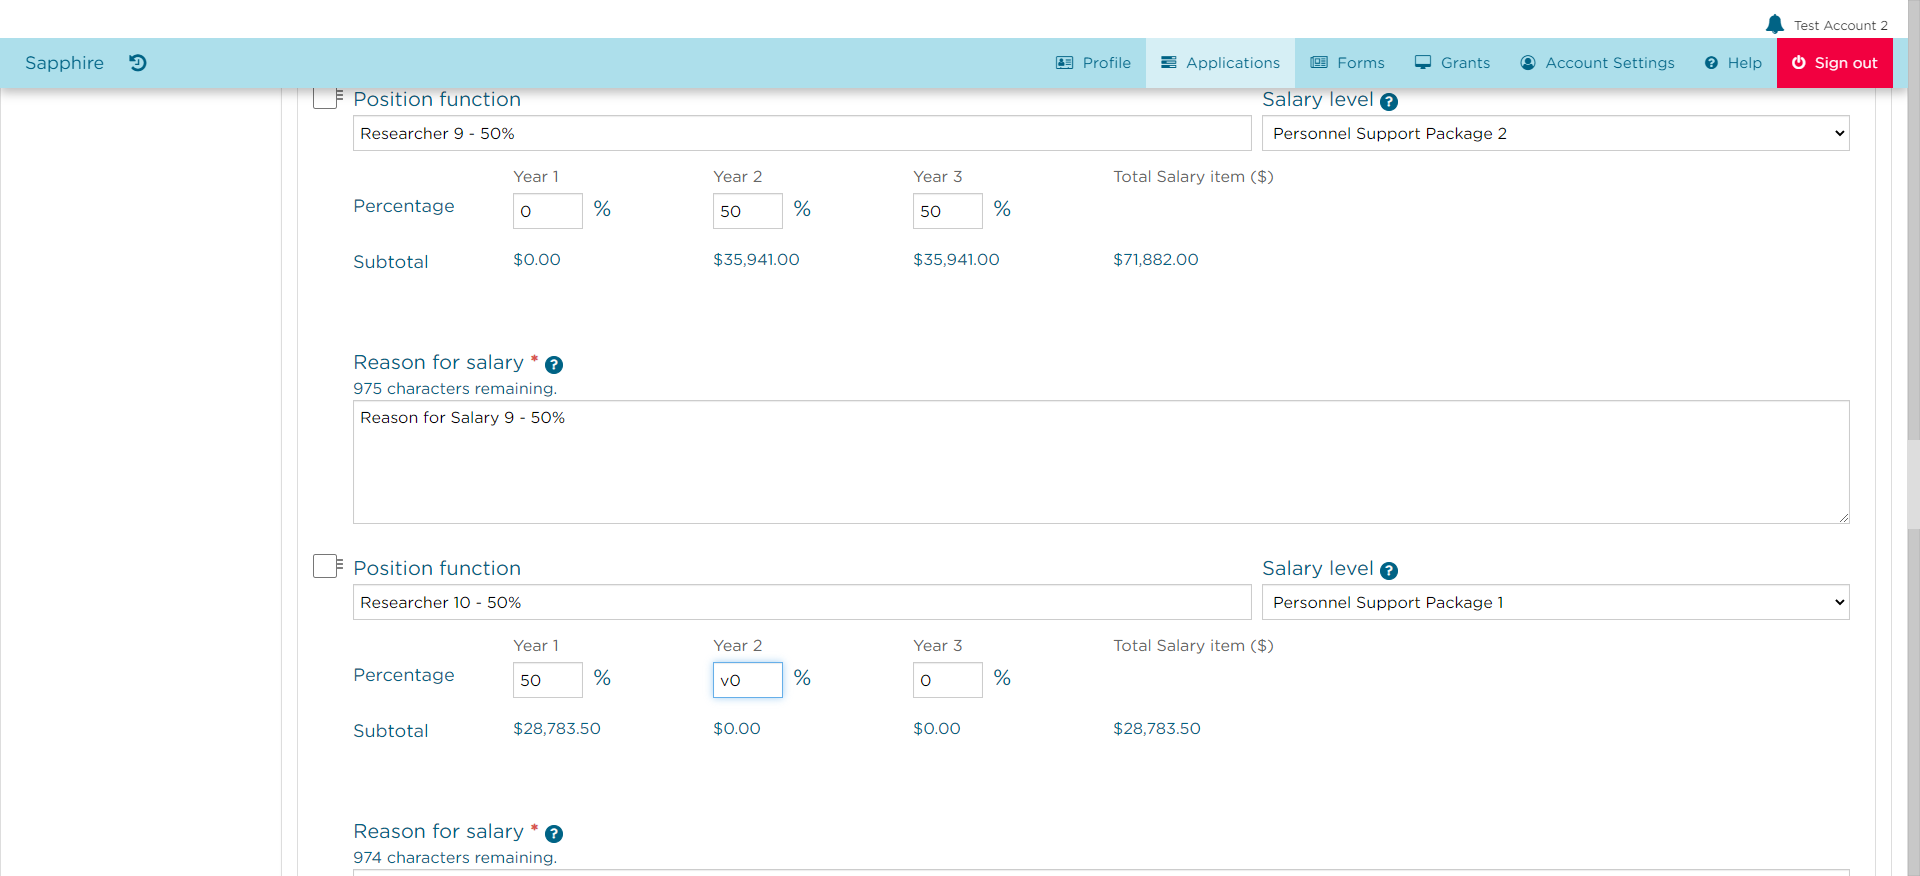 Test Account 2
Sapphire Profile Applications Forms Grants Account Settings Help Sign out
Position function Salary level ?
Researcher 9 - 50% Personnel Support Package 2
Year 1 Year 2 Year 3 Total Salary item ($)
Percentage 0 % 50 % 50 %
Subtotal $0.00 $35,941.00 $35,941.00 $71,882.00
Reason for salary * ?
975 characters remaining.
Reason for Salary 9 - 50%
Position function Salary level ?
Researcher 10 - 50% Personnel Support Package 1
Year 1 Year 2 Year 3 Total Salary item ($)
Percentage 50 % v0 % 0 %
Subtotal $28,783.50 $0.00 $0.00 $28,783.50
Reason for salary * ?
974 characters remaining.